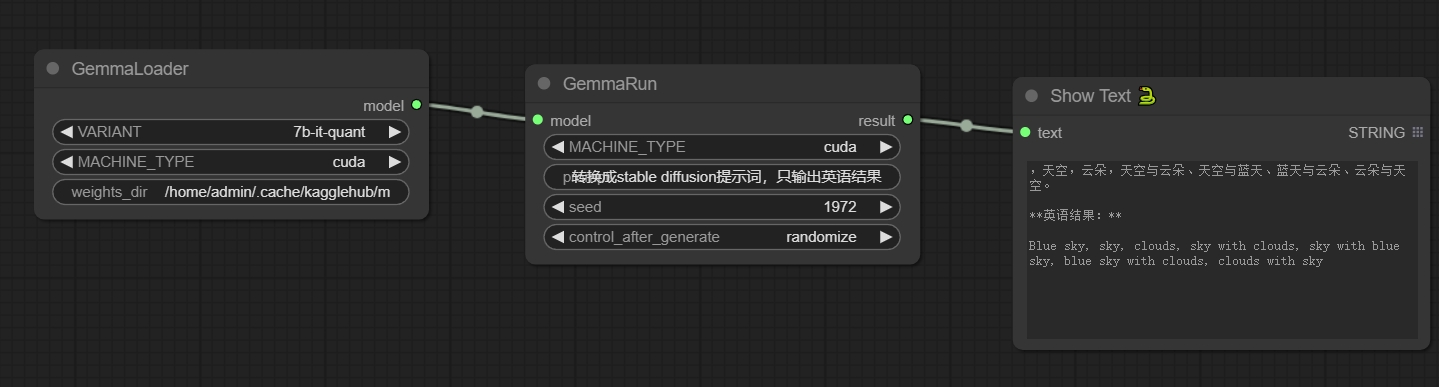 GemmaLoader
model
VARIANT 7b-it-quant
MACHINE_TYPE cuda
weights_dir /home/admin/.cache/kagglehub/m
GemmaRun
model result
MACHINE_TYPE cuda
转换成stable diffusion提示词，只输出英语结果
seed 1972
control_after_generate randomize
Show Text
text STRING
，天空，云朵，天空与云朵、天空与蓝天、蓝天与云朵、云朵与天
空。
**英语结果：**
Blue sky, sky, clouds, sky with clouds, sky with blue
sky, blue sky with clouds, clouds with sky